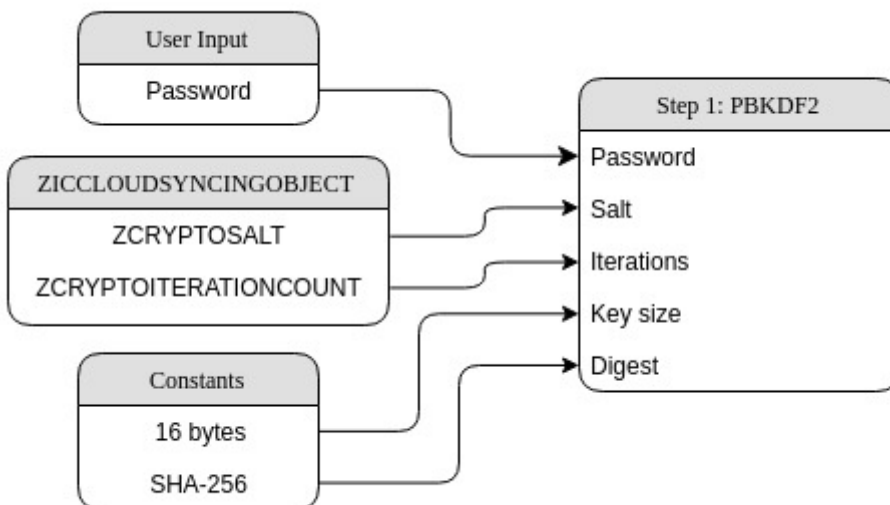 User Input
Password
ZICCLOUDSYNCINGOBJECT
ZCRYPTOSALT
ZCRYPTOITERATIONCOUNT
Constants
16 bytes
SHA-256
Step 1: PBKDF2
Password
Salt
Iterations
Key size
Digest